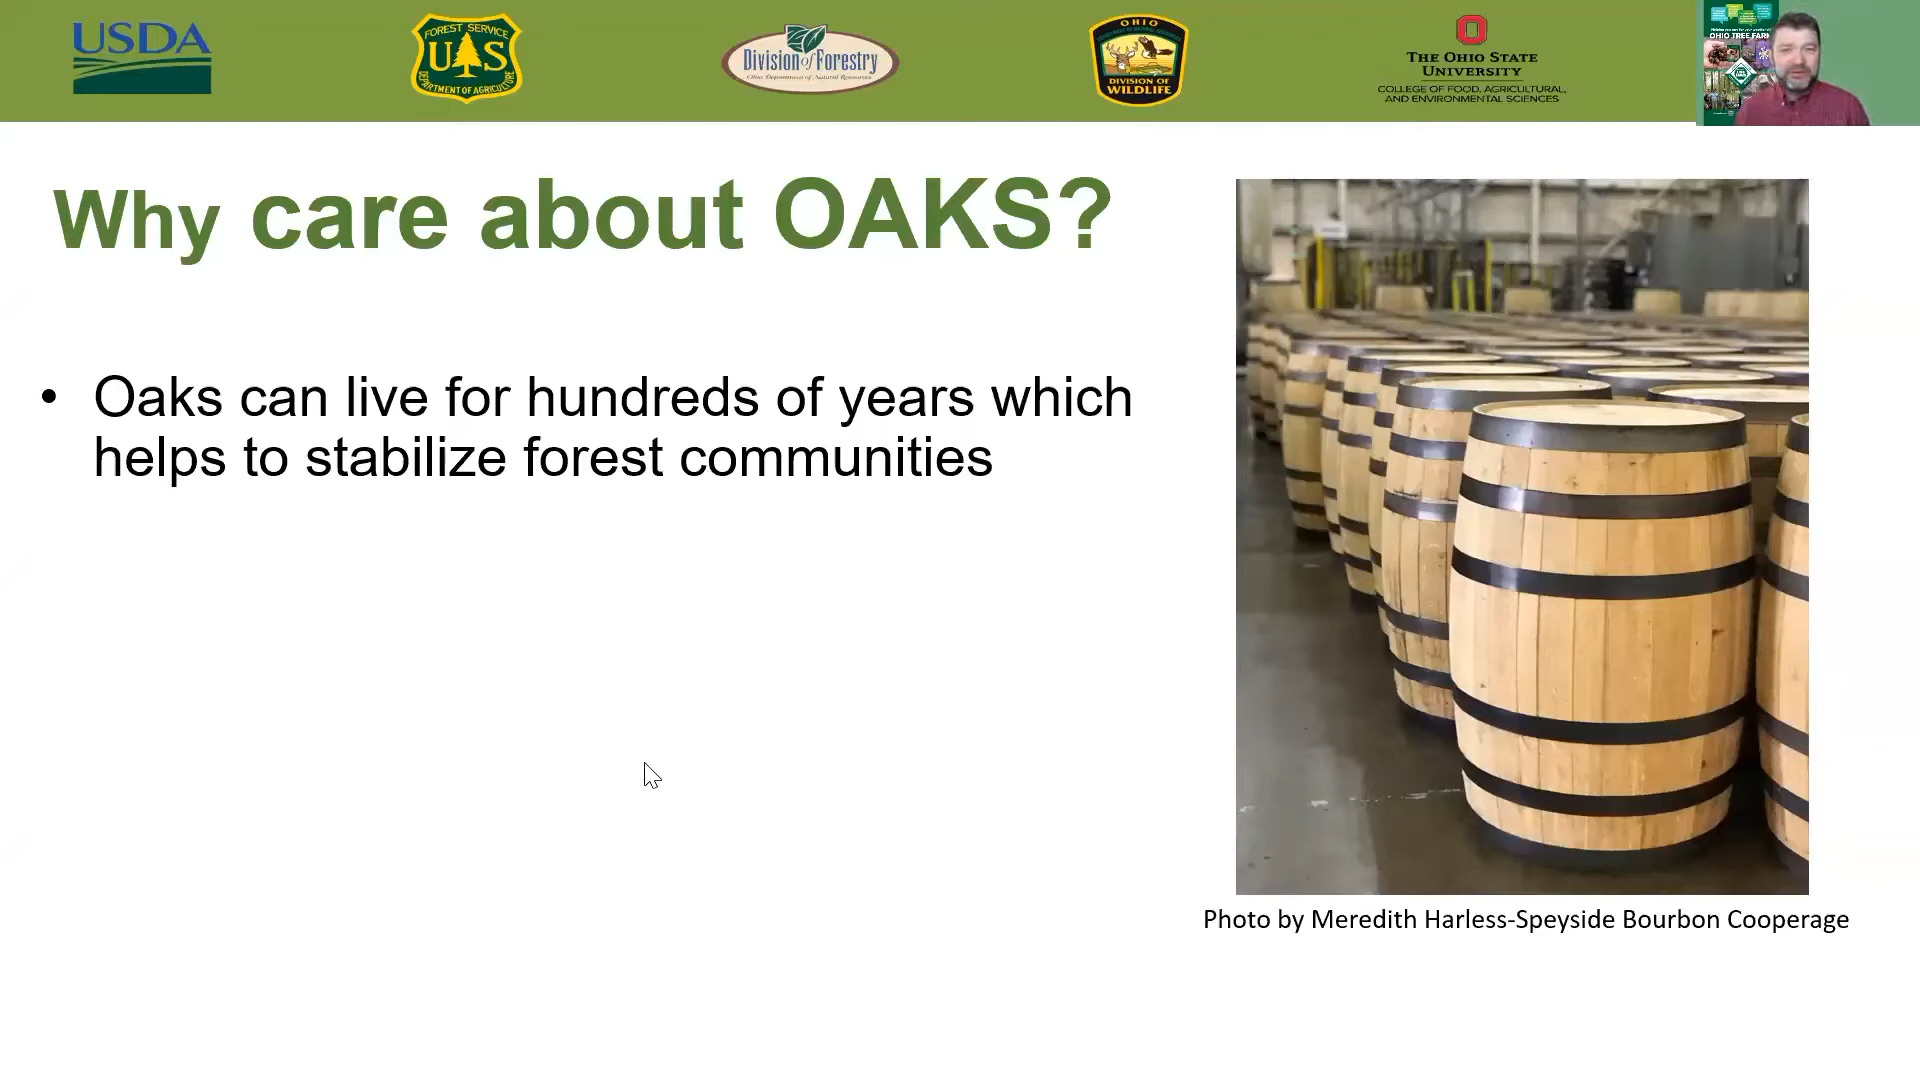 USDA
FOREST SERVICE
U S
DEPARTMENT OF AGRICULTURE
Division of Forestry
Ohio Department of Natural Resources
OHIO
DIVISION OF
WILDLIFE
THE OHIO STATE
UNIVERSITY
COLLEGE OF FOOD, AGRICULTURAL,
AND ENVIRONMENTAL SCIENCES
OHIO TREE FARM
Why care about OAKS?
• Oaks can live for hundreds of years which
helps to stabilize forest communities
Photo by Meredith Harless-Speyside Bourbon Cooperage